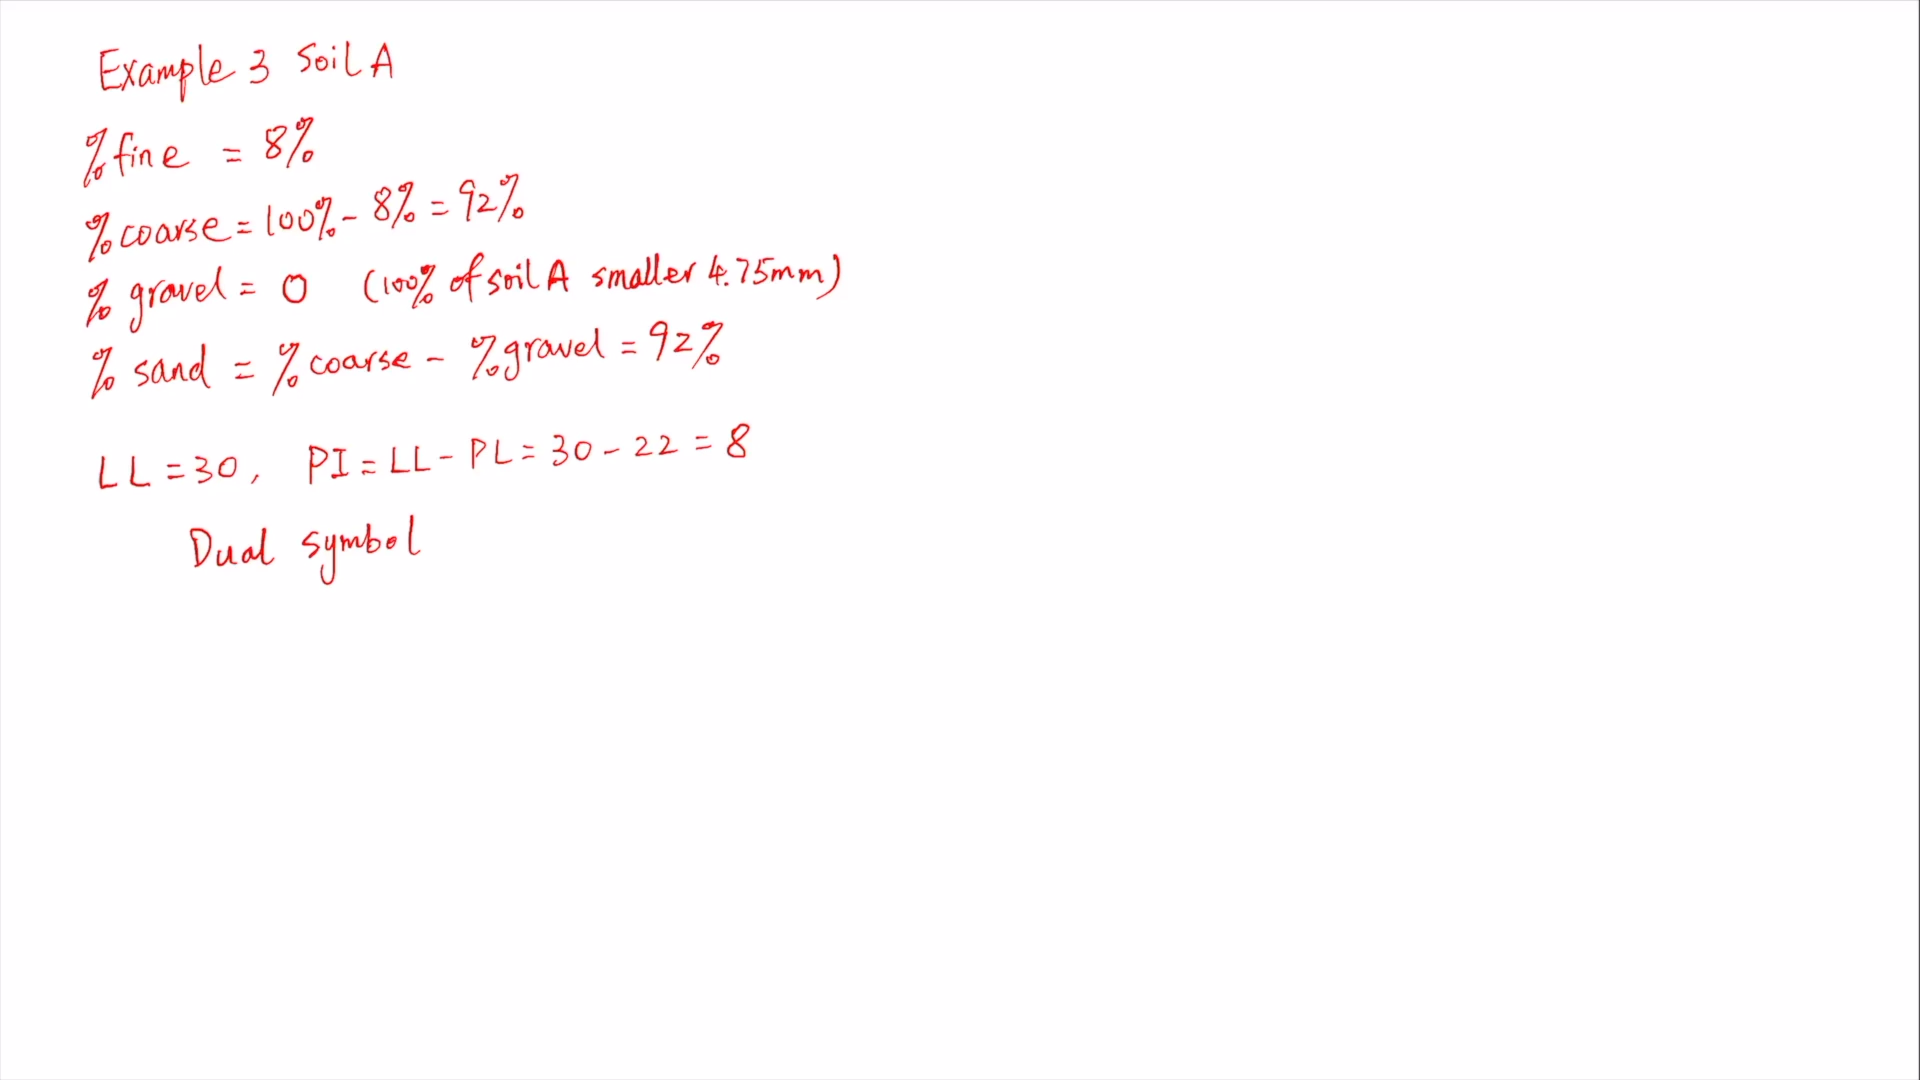 Example 3 Soil A
% fine = 8%
% coarse = 100% - 8% = 92%
% gravel = 0 (100% of soil A smaller 4.75mm)
% sand = % coarse - % gravel = 92%
LL = 30, PI = LL - PL = 30 - 22 = 8
Dual symbol